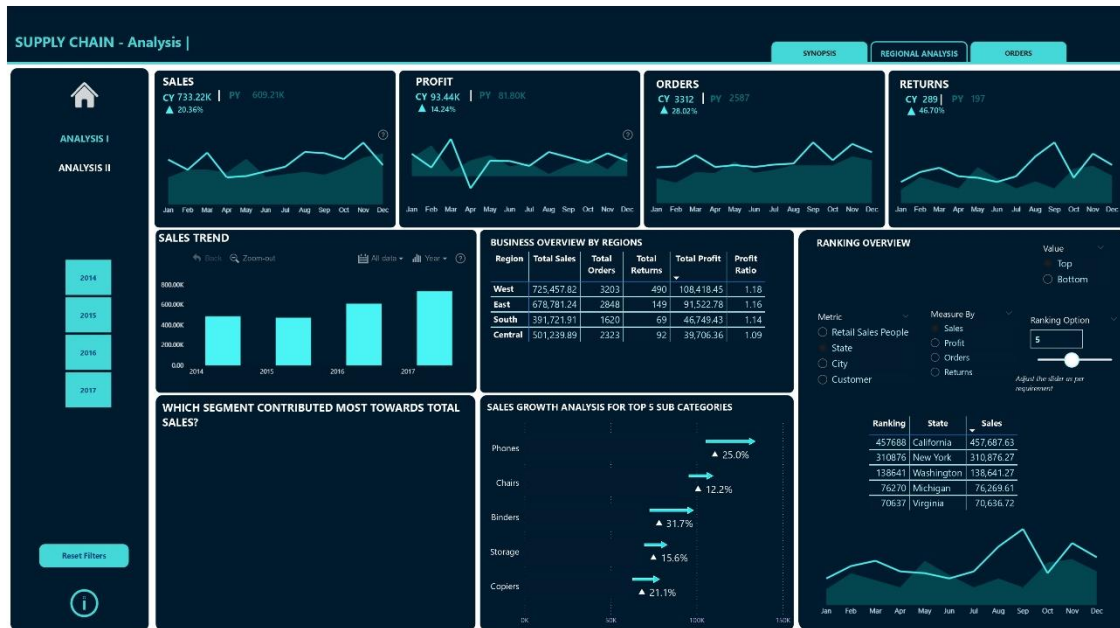 SUPPLY CHAIN - Analysis |
SYNOPSIS
REGIONAL ANALYSIS
ORDERS
ANALYSIS I
ANALYSIS II
2014
2015
2016
2017
Reset Filters
i
SALES
CY 733.22K | PY 609.21K
▲ 20.36%
?
Jan Feb Mar Apr May Jun Jul Aug Sep Oct Nov Dec
PROFIT
CY 93.44K | PY 81.80K
▲ 14.24%
?
Jan Feb Mar Apr May Jun Jul Aug Sep Oct Nov Dec
ORDERS
CY 3312 | PY 2587
▲ 28.02%
Jan Feb Mar Apr May Jun Jul Aug Sep Oct Nov Dec
RETURNS
CY 289| PY 197
▲ 46.70%
Jan Feb Mar Apr May Jun Jul Aug Sep Oct Nov Dec
SALES TREND
Back Zoom-out All data Year ?
800.00K
600.00K
400.00K
200.00K
0.00
2014 2015 2016 2017
BUSINESS OVERVIEW BY REGIONS
Region Total Sales Total Orders Total Returns Total Profit Profit Ratio
West 725,457.82 3203 490 108,418.45 1.18
East 678,781.24 2848 149 91,522.78 1.16
South 391,721.91 1620 69 46,749.43 1.14
Central 501,239.89 2323 92 39,706.36 1.09
RANKING OVERVIEW
Value
Top
Bottom
Metric
Retail Sales People
State
City
Customer
Measure By
Sales
Profit
Orders
Returns
Ranking Option
5
Adjust the slider as per
requirement
Ranking State Sales
457688 California 457,687.63
310876 New York 310,876.27
138641 Washington 138,641.27
76270 Michigan 76,269.61
70637 Virginia 70,636.72
Jan Feb Mar Apr May Jun Jul Aug Sep Oct Nov Dec
WHICH SEGMENT CONTRIBUTED MOST TOWARDS TOTAL
SALES?
SALES GROWTH ANALYSIS FOR TOP 5 SUB CATEGORIES
Phones
▲ 25.0%
Chairs
▲ 12.2%
Binders
▲ 31.7%
Storage
▲ 15.6%
Copiers
▲ 21.1%
0K 50K 100K 150K